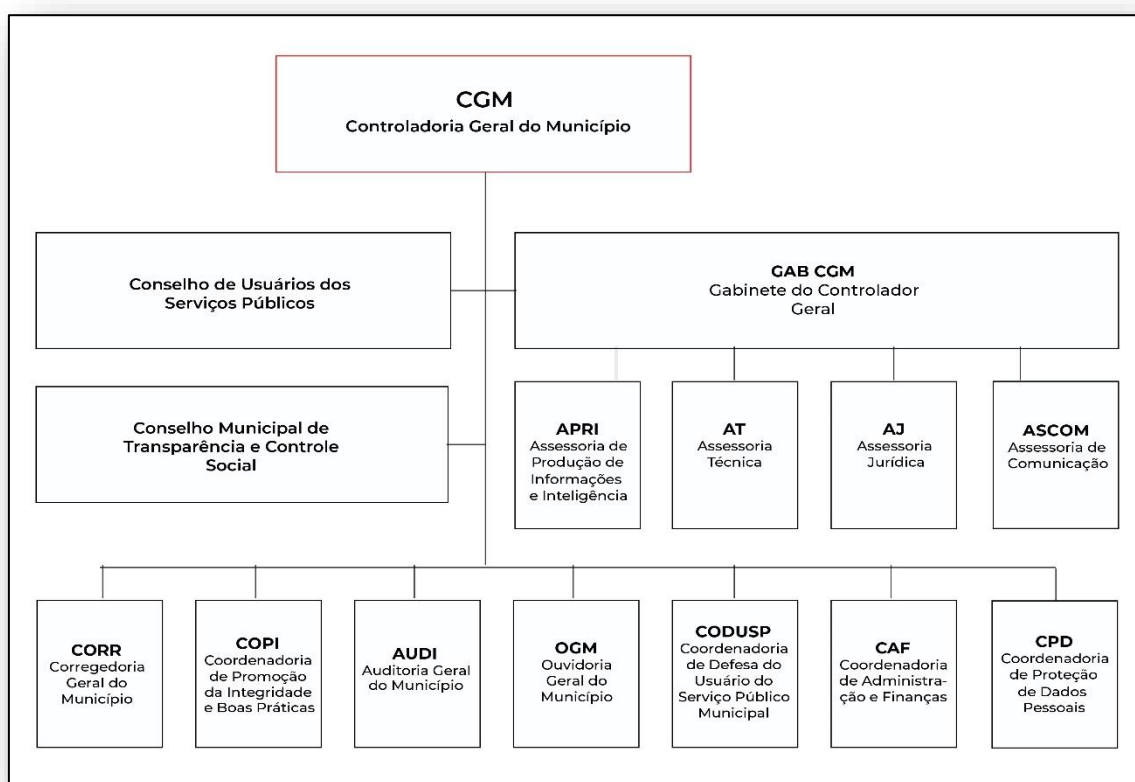 CGM
Controladoria Geral do Município
Conselho de Usuários dos
Serviços Públicos
GAB CGM
Gabinete do Controlador
Geral
Conselho Municipal de
Transparência e Controle
Social
APRI
Assessoria de
Produção de
Informações
e Inteligência
AT
Assessoria
Técnica
AJ
Assessoria
Jurídica
ASCOM
Assessoria de
Comunicação
CORR
Corregedoria
Geral do
Município
COPI
Coordenadoria
de Promoção
da Integridade
e Boas Práticas
AUDI
Auditoria Geral
do Município
OGM
Ouvidoria
Geral do
Município
CODUSP
Coordenadoria
de Defesa do
Usuário do
Serviço Público
Municipal
CAF
Coordenadoria
de Administra-
ção e Finanças
CPD
Coordenadoria
de Proteção
de Dados
Pessoais